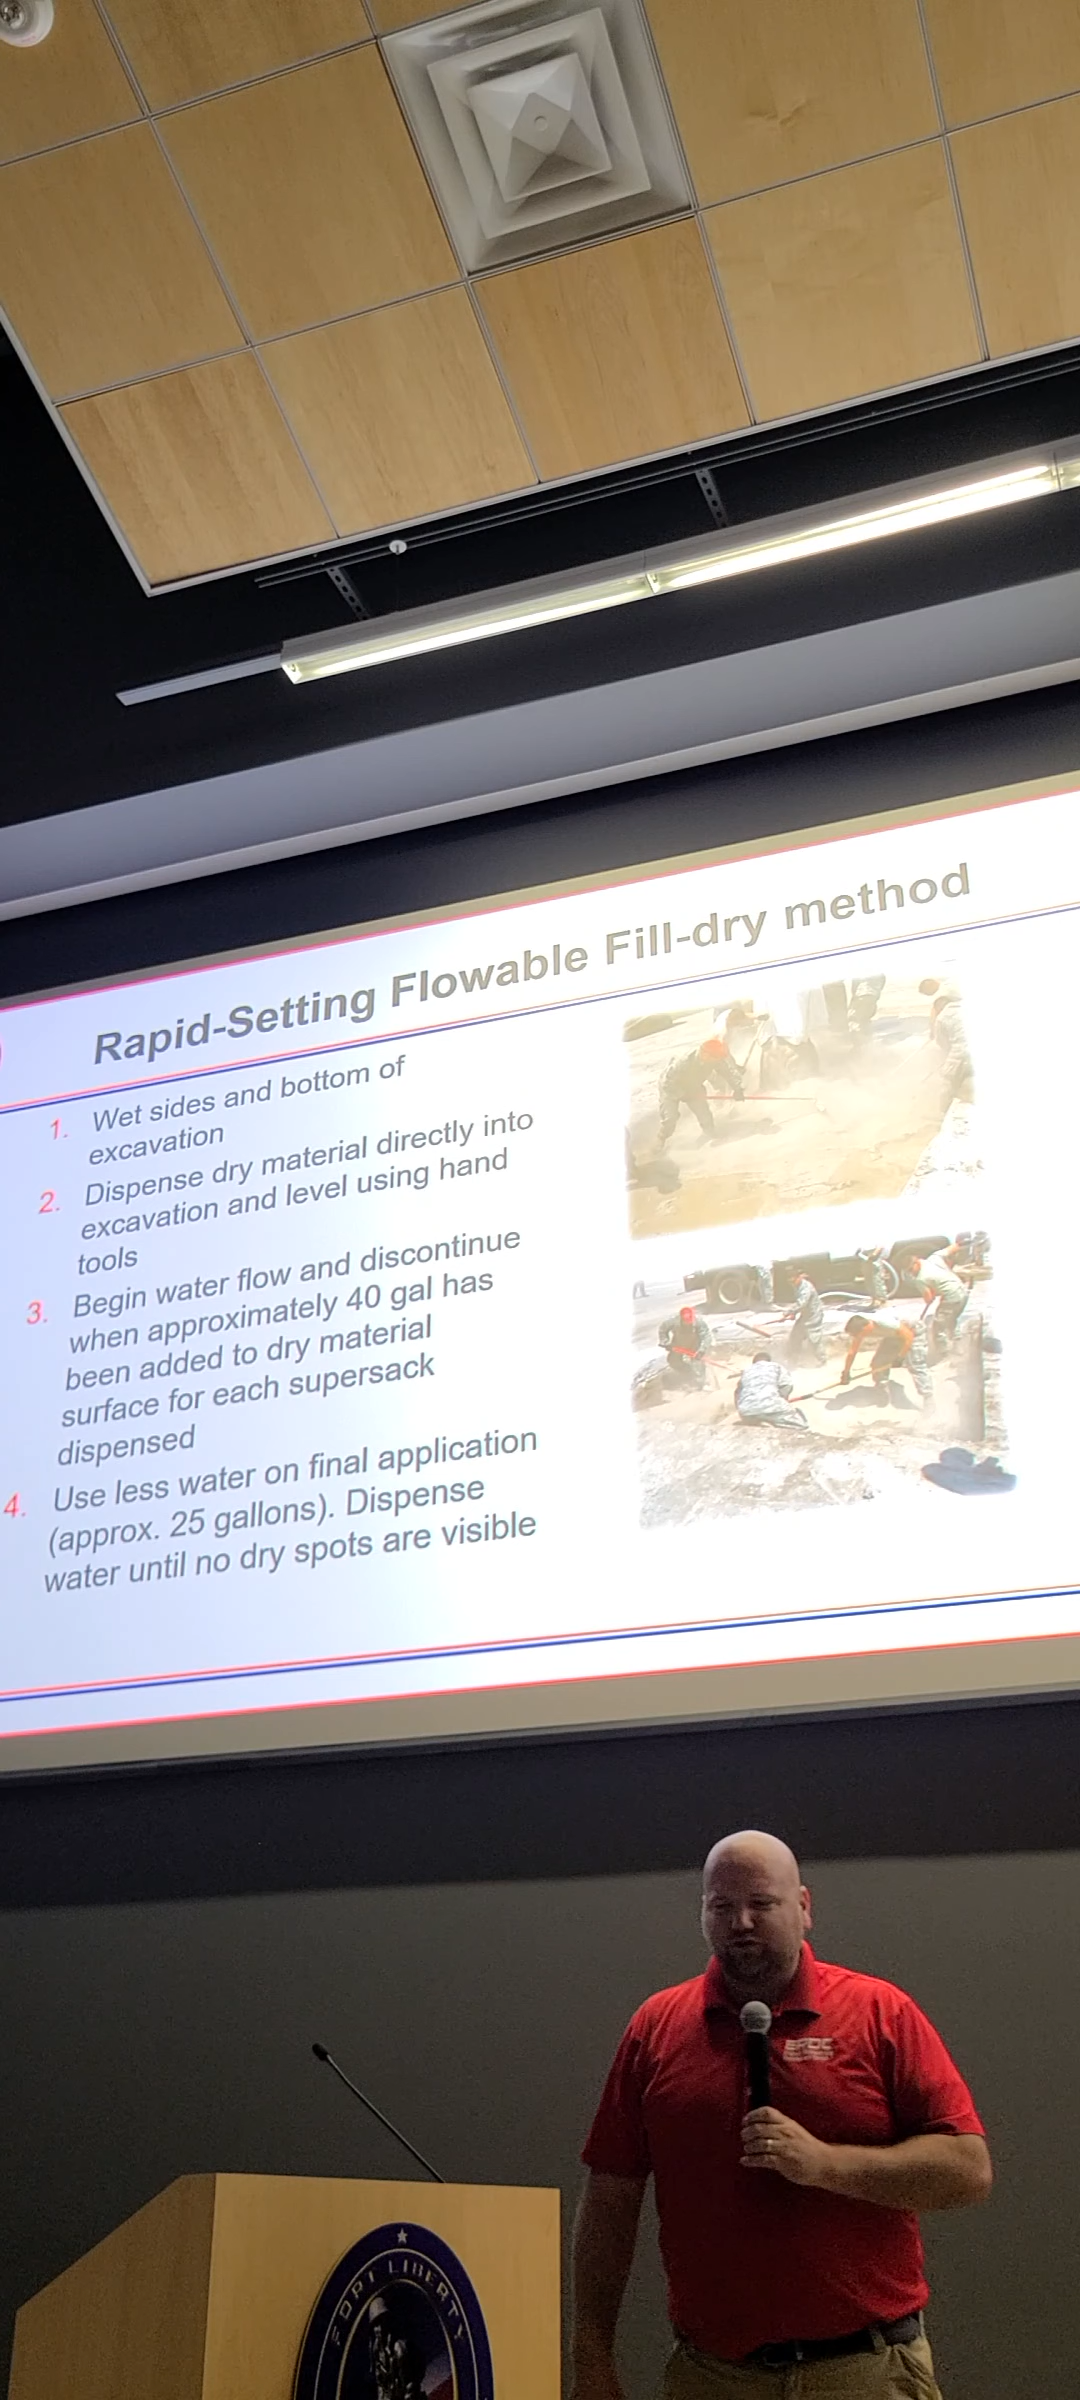 Rapid-Setting Flowable Fill-dry method
1. Wet sides and bottom of
excavation
2. Dispense dry material directly into
excavation and level using hand
tools
3. Begin water flow and discontinue
when approximately 40 gal has
been added to dry material
surface for each supersack
dispensed
4. Use less water on final application
(approx. 25 gallons). Dispense
water until no dry spots are visible
ERDC
FORT LIBERTY